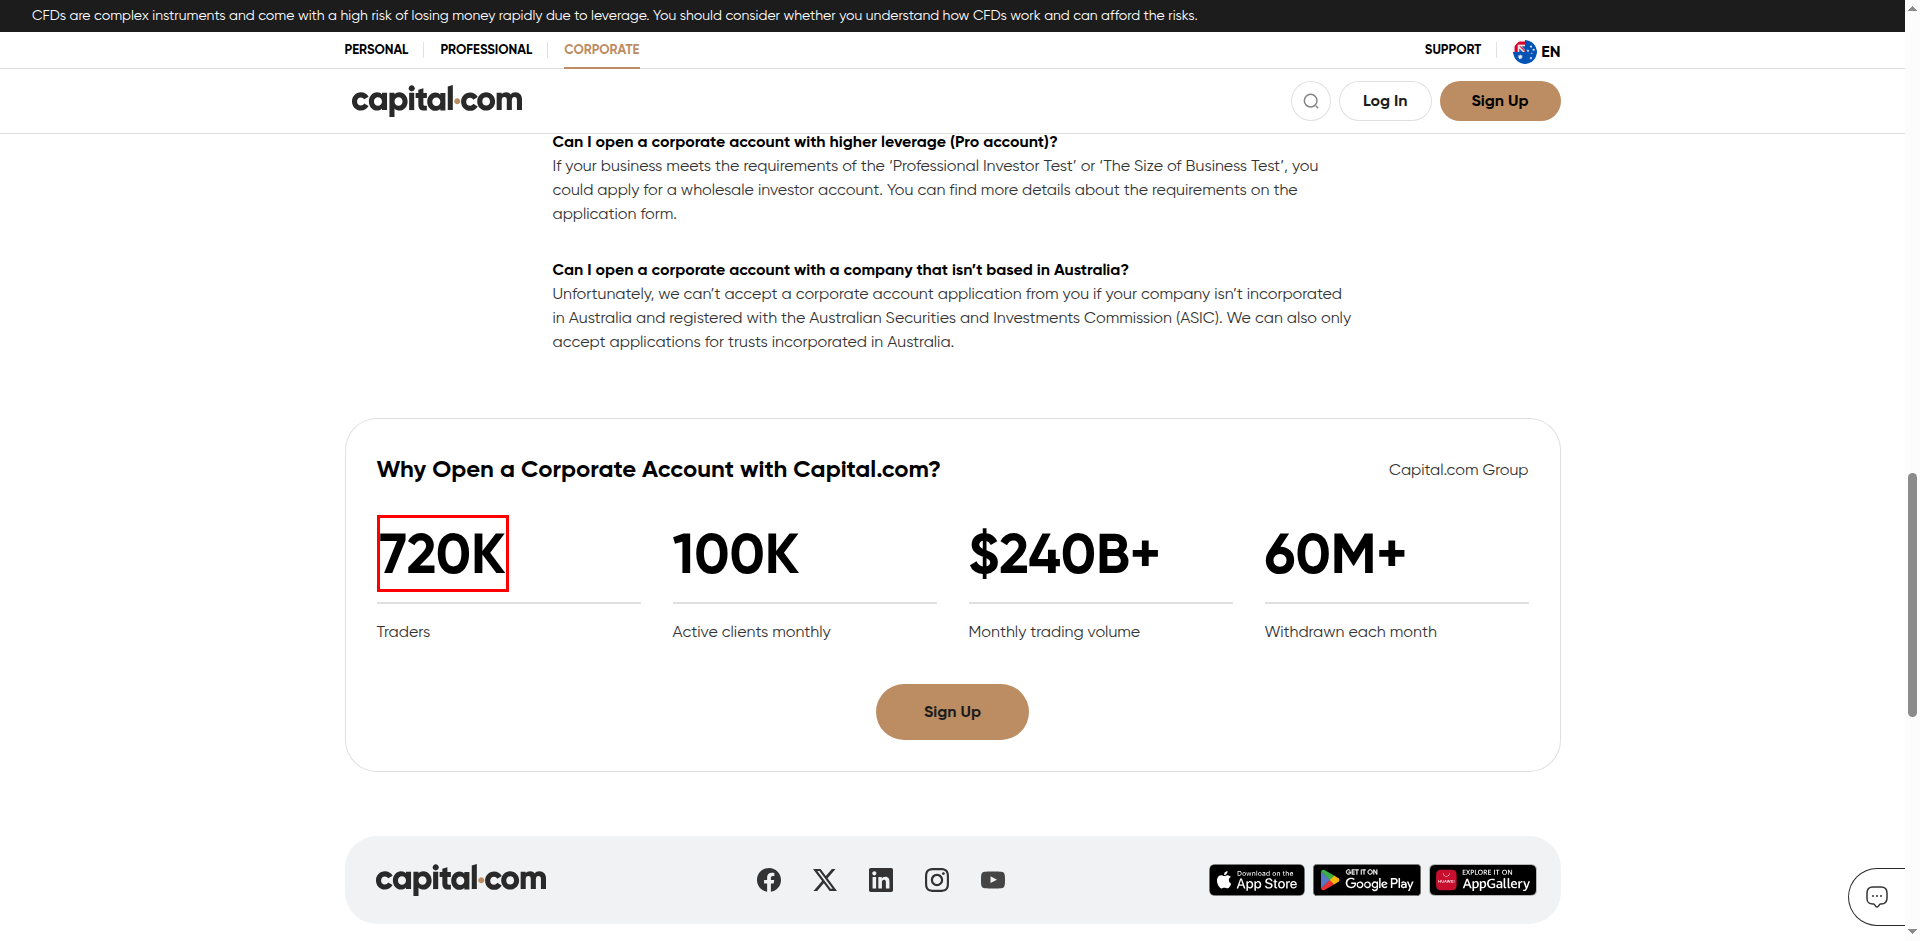 CFDs are complex instruments and come with a high risk of losing money rapidly due to leverage. You should consider whether you understand how CFDs work and can afford the risks.
PERSONAL PROFESSIONAL CORPORATE SUPPORT EN
capital.com Log In Sign Up
Can I open a corporate account with higher leverage (Pro account)?
If your business meets the requirements of the ‘Professional Investor Test’ or ‘The Size of Business Test’, you
could apply for a wholesale investor account. You can find more details about the requirements on the
application form.
Can I open a corporate account with a company that isn’t based in Australia?
Unfortunately, we can’t accept a corporate account application from you if your company isn’t incorporated
in Australia and registered with the Australian Securities and Investments Commission (ASIC). We can also only
accept applications for trusts incorporated in Australia.
Why Open a Corporate Account with Capital.com? Capital.com Group
720K 100K $240B+ 60M+
Traders Active clients monthly Monthly trading volume Withdrawn each month
Sign Up
capital.com
Download on the
App Store
GET IT ON
Google Play
HUAWEI
EXPLORE IT ON
AppGallery